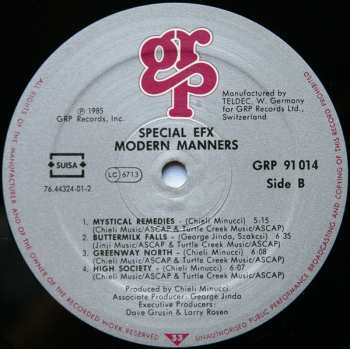 grp
℗ 1985
GRP Records, Inc.
Manufactured by
TELDEC, W. Germany
for GRP Records Ltd.,
Switzerland
SPECIAL EFX
MODERN MANNERS
SUISA
LC 6713
76.44324-01-2
GRP 91014
Side B
1. MYSTICAL REMEDIES - (Chieli Minucci) 5:15
(Chieli Music/ASCAP & Turtle Creek Music/ASCAP)
2. BUTTERMILK FALLS - (George Jinda, Szakcsi) 6:35
(Jinji Music/ASCAP & Turtle Creek Music/ASCAP)
3. GREENWAY NORTH - (Chieli Minucci) 6:08
(Chieli Music/ASCAP & Turtle Creek Music/ASCAP)
4. HIGH SOCIETY - (Chieli Minucci) 6:07
(Chieli Music/ASCAP & Turtle Creek Music/ASCAP)
Produced by Chieli Minucci
Associate Producer: George Jinda
Executive Producers:
Dave Grusin & Larry Rosen
33
ALL RIGHTS OF THE MANUFACTURER AND OF THE OWNER OF THE RECORDED WORK RESERVED
UNAUTHORISED PUBLIC PERFORMANCE BROADCASTING AND COPYING OF THIS RECORD PROHIBITED